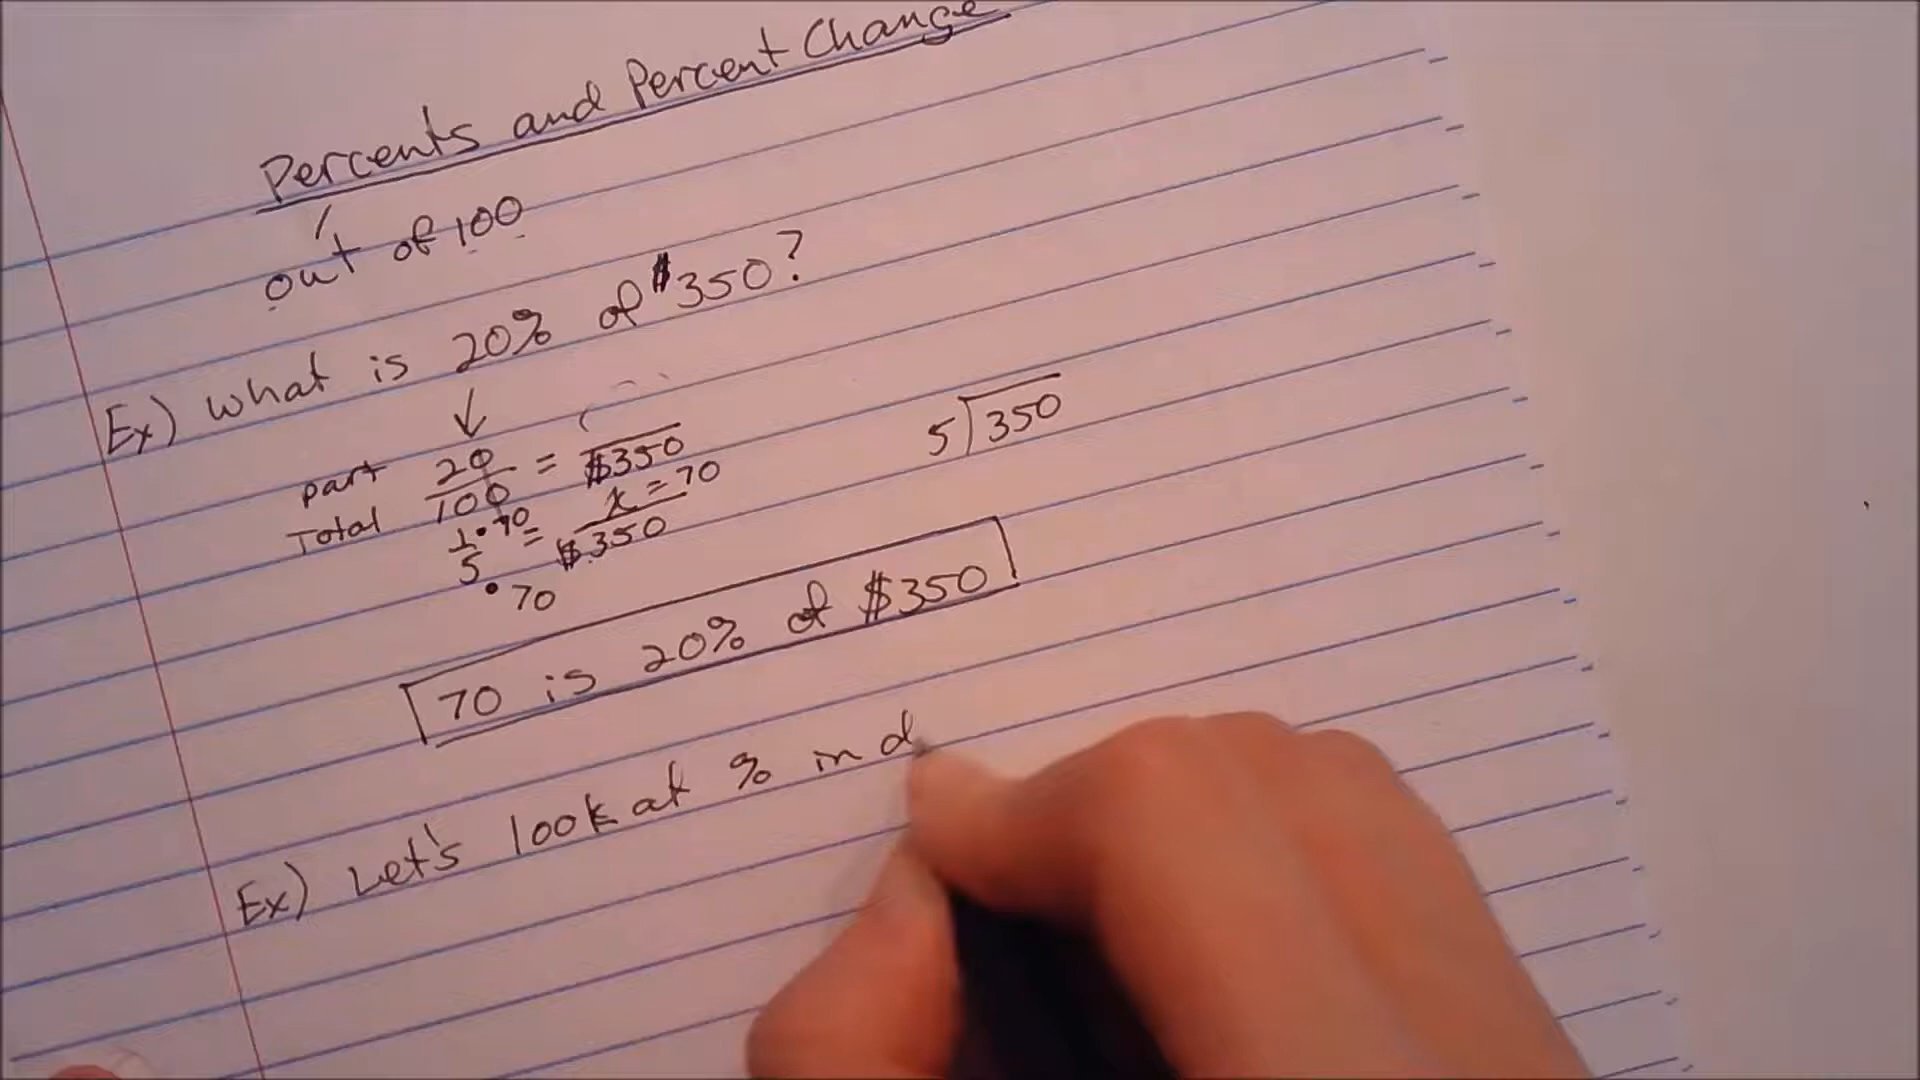 Percents and Percent Change
out of 100
Ex) What is 20% of $350?
part 20 = $350
Total 100
x = 70
1 • 70 = $350
5 • 70
5)350
70 is 20% of $350
Ex) Let's look at % in d